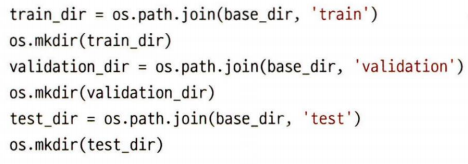 train_dir = os.path.join(base_dir, 'train')
os.mkdir(train_dir)
validation_dir = os.path.join(base_dir, 'validation')
os.mkdir(validation_dir)
test_dir = os.path.join(base_dir, 'test')
os.mkdir(test_dir)